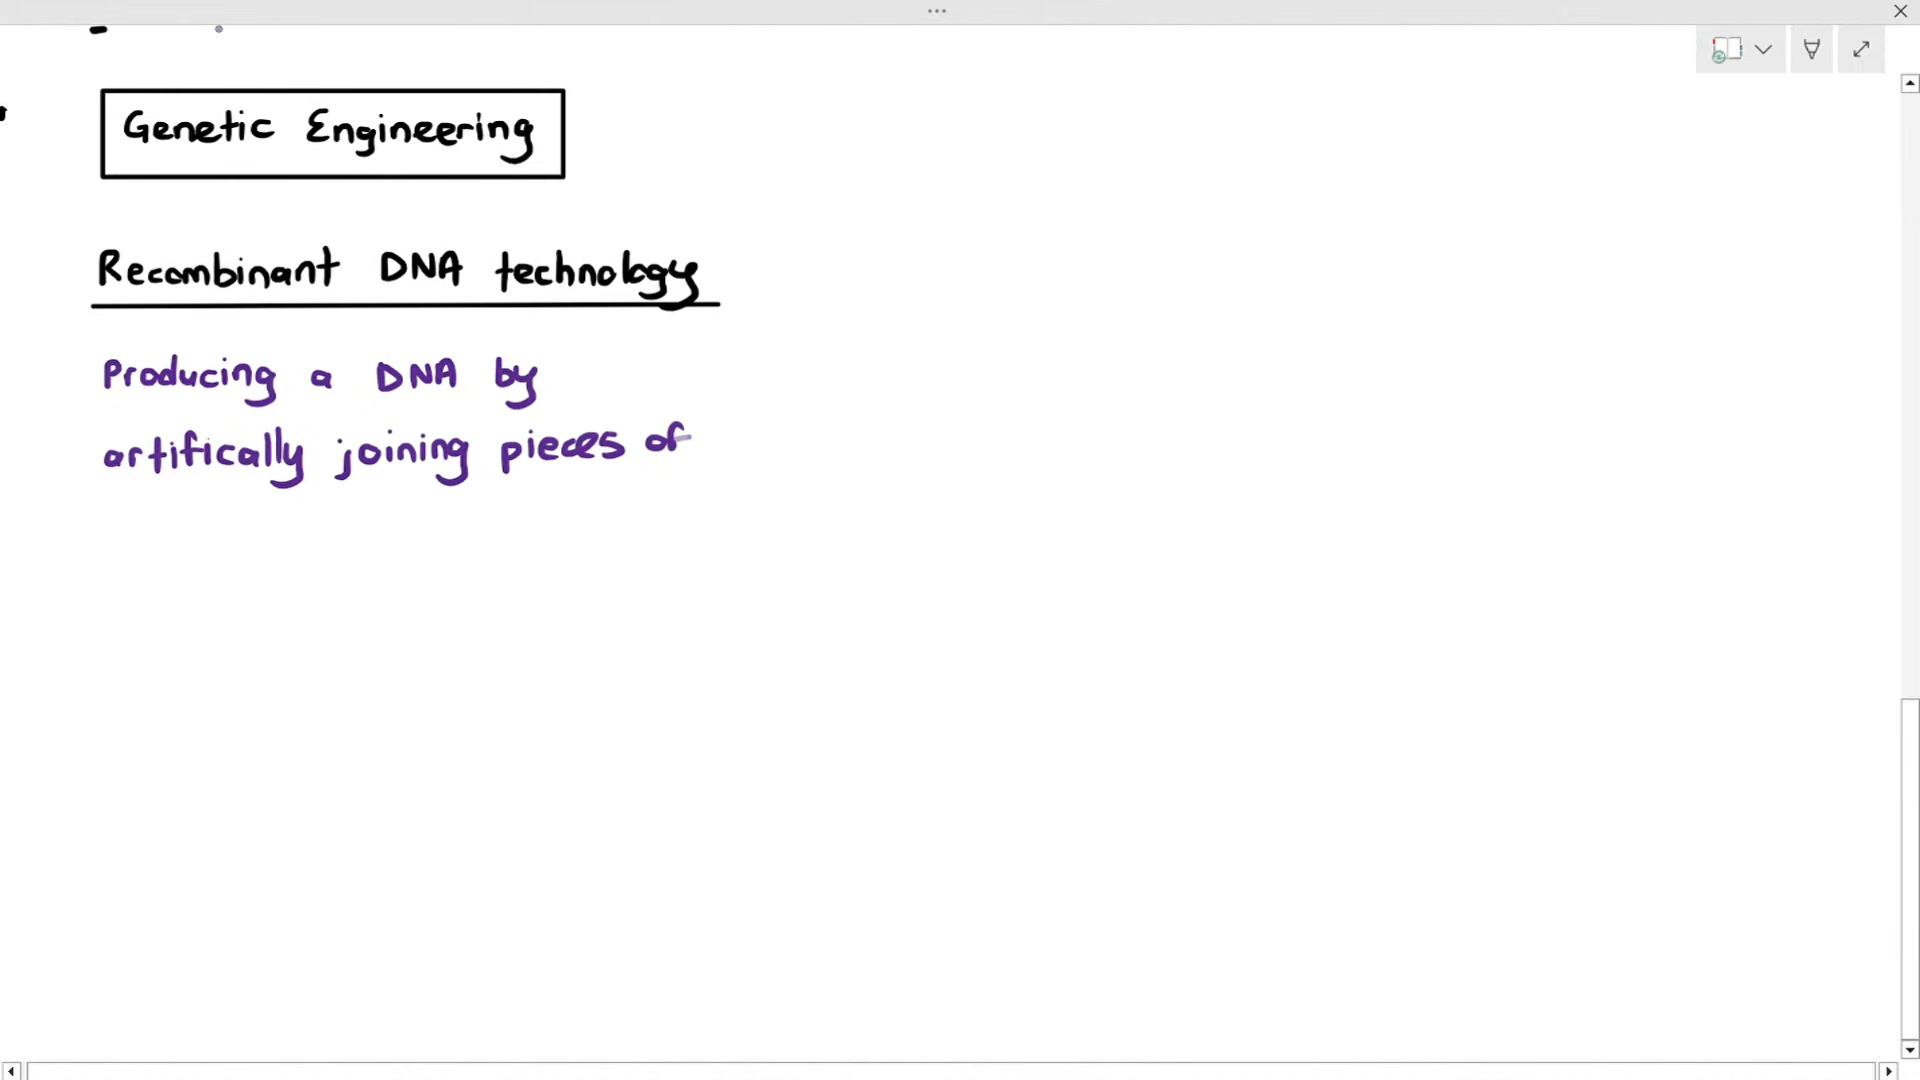 Genetic Engineering
Recombinant DNA technology
Producing a DNA by
artifically joining pieces of